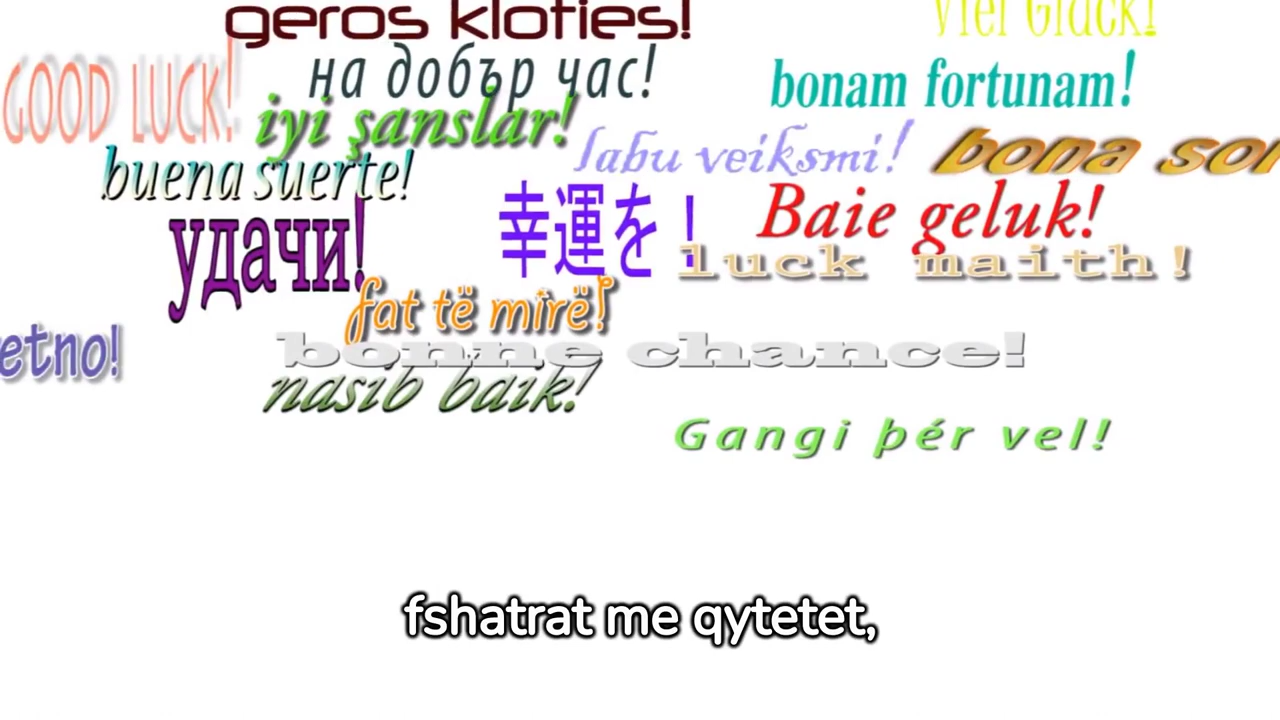 geros kloties!
Viel Glück!
GOOD LUCK!
на добър час!
bonam fortunam!
iyi şanslar!
labu veiksmi!
bona
buena suerte!
幸運を！
Baie geluk!
удачи!
luck maith!
fat të mirë!
etno!
bonne chance!
nasib baik!
Gangi þér vel!
fshatrat me qytetet,